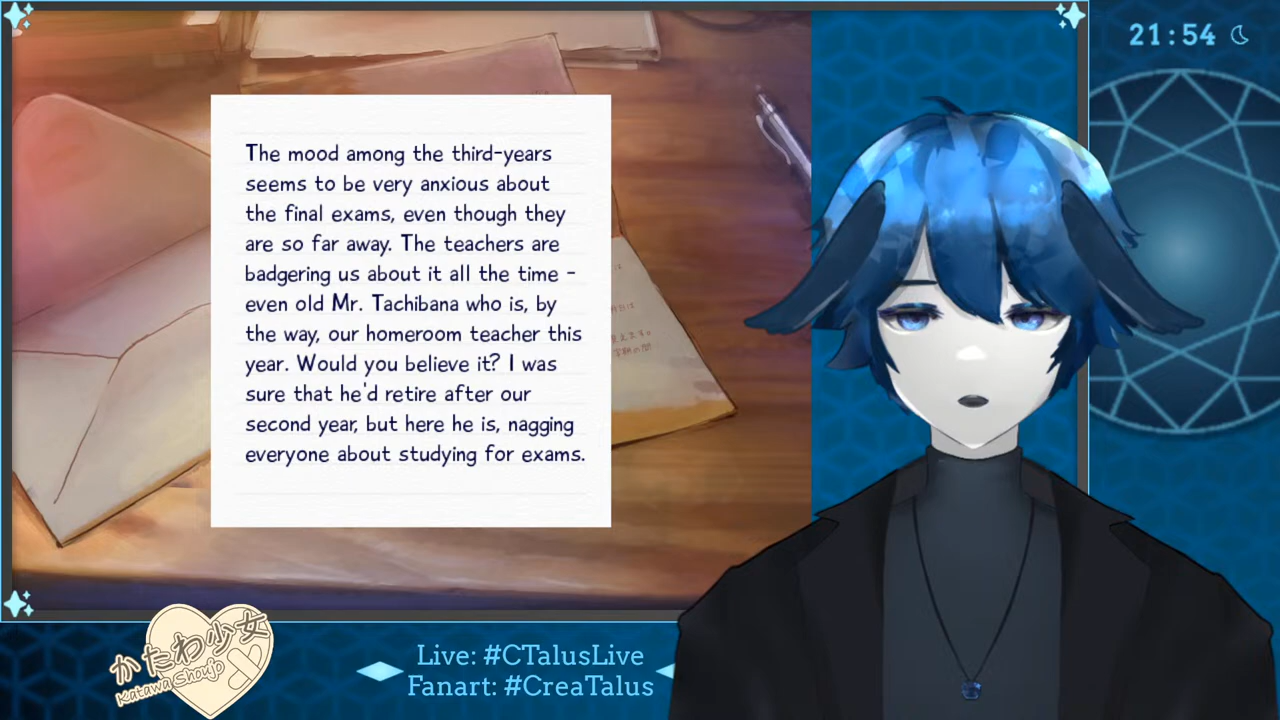 21:54
The mood among the third-years
seems to be very anxious about
the final exams, even though they
are so far away. The teachers are
badgering us about it all the time -
even old Mr. Tachibana who is, by
the way, our homeroom teacher this
year. Would you believe it? I was
sure that he'd retire after our
second year, but here he is, nagging
everyone about studying for exams.
かたわ少女
Katawa Shoujo
Live: #CTalusLive
Fanart: #CreaTalus